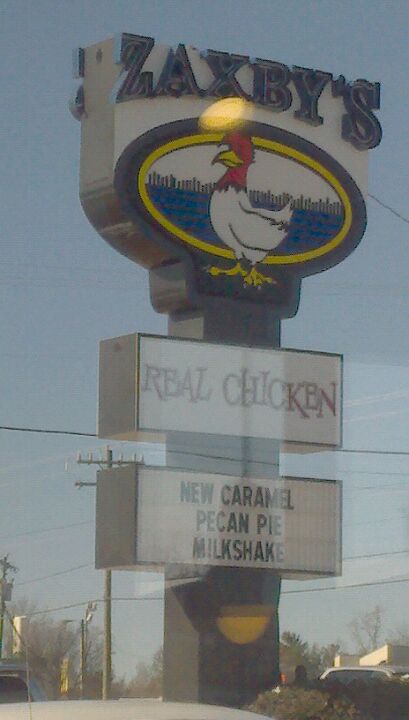 ZAXBY'S
REAL CHICKEN
NEW CARAMEL
PECAN PIE
MILKSHAKE